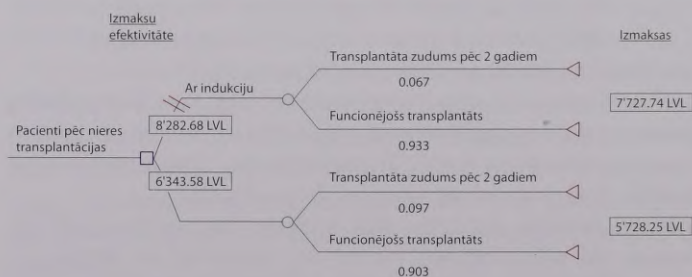 Izmaksu
efektivitāte
Izmaksas
Transplantāta zudums pēc 2 gadiem
0.067
Ar indukciju
7’727.74 LVL
Funcionējošs transplantāts
0.933
8’282.68 LVL
Pacienti pēc nieres
transplantācijas
6’343.58 LVL
Transplantāta zudums pēc 2 gadiem
0.097
5’728.25 LVL
Funcionējošs transplantāts
0.903